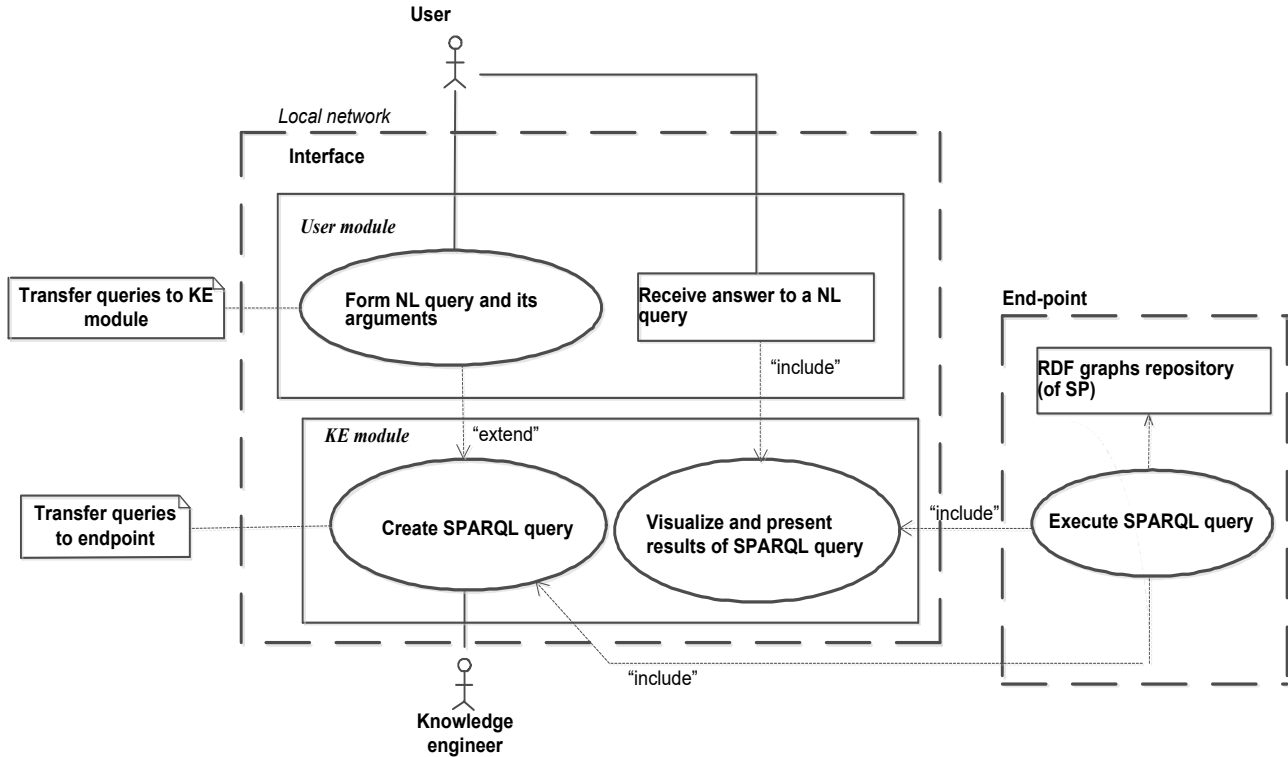 User
Local network
Interface
User module
Transfer queries to KE
module
Form NL query and its
arguments
Receive answer to a NL
query
End-point
RDF graphs repository
(of SP)
“include”
“extend”
KE module
Transfer queries
to endpoint
Create SPARQL query
Visualize and present
results of SPARQL query
“include”
Execute SPARQL query
“include”
Knowledge
engineer